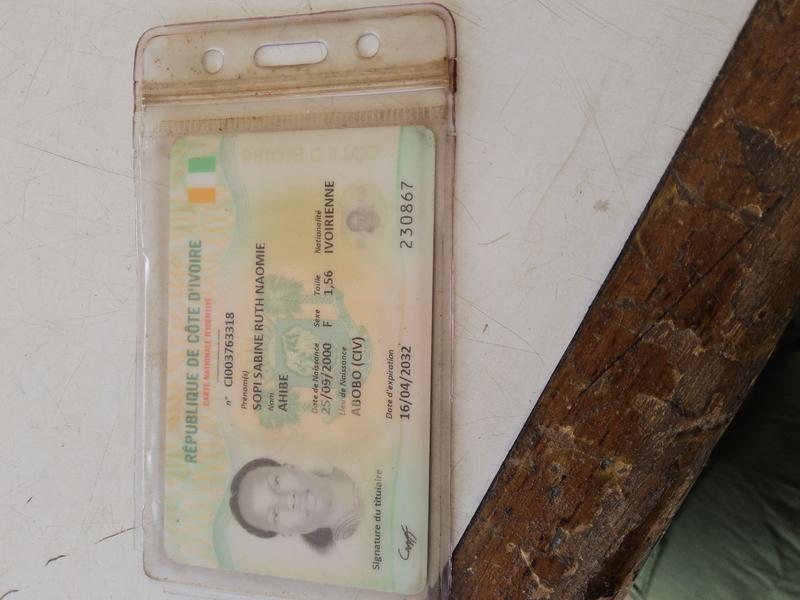 RÉPUBLIQUE DE CÔTE D'IVOIRE
CARTE NATIONALE D'IDENTITÉ
n° CI003763318
Prénom(s)
SOPI SABINE RUTH NAOMIE
Nom
AHIBE
Date de Naissance Sexe Taille Nationalité
25/09/2000 F 1,56 IVOIRIENNE
Lieu de Naissance
ABOBO (CIV)
Date d'expiration
16/04/2032
230867
Signature du titulaire